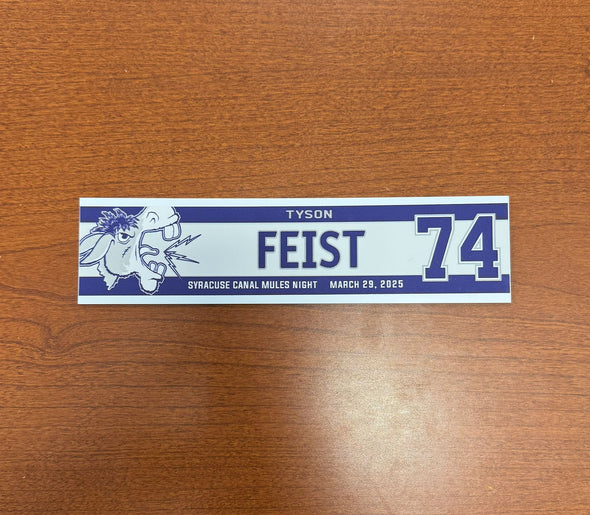 TYSON
FEIST
74
SYRACUSE CANAL MULES NIGHT MARCH 29, 2025